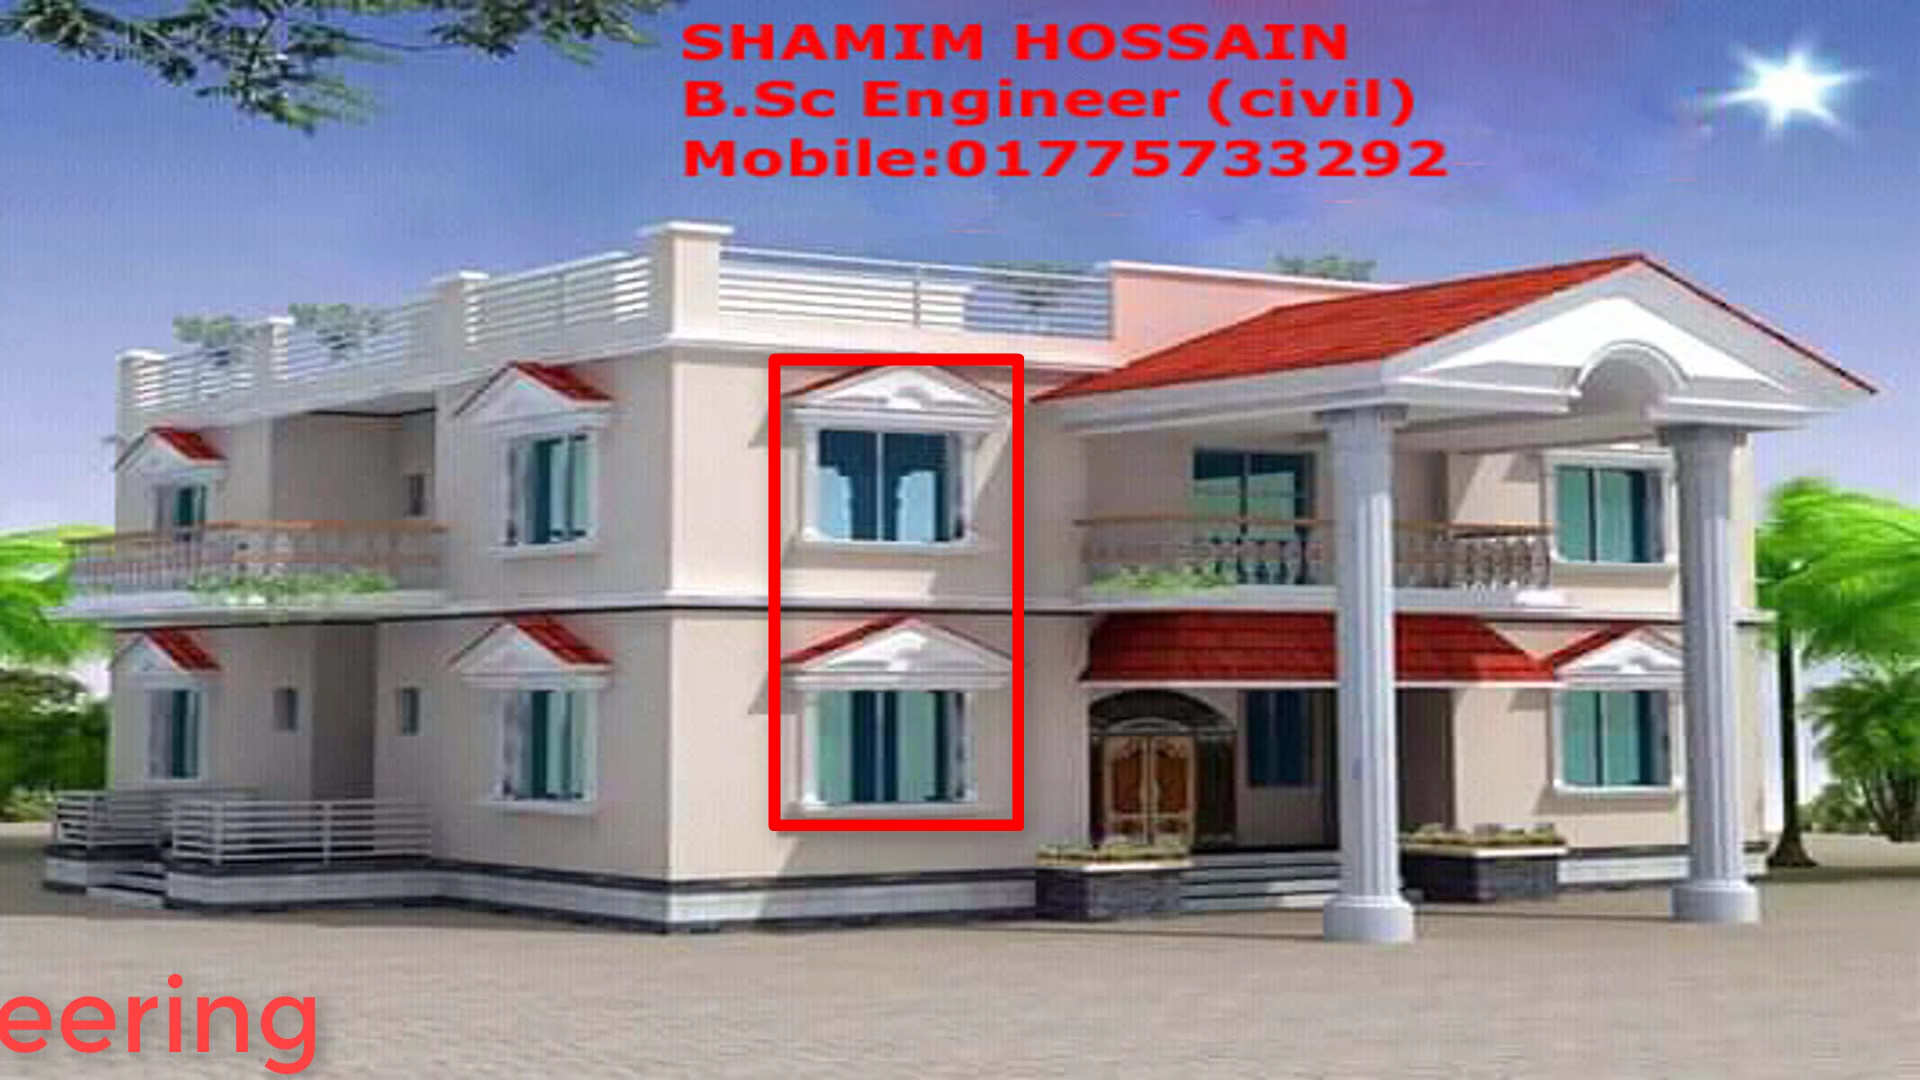 SHAMIM HOSSAIN
B.Sc Engineer (civil)
Mobile:01775733292
eering